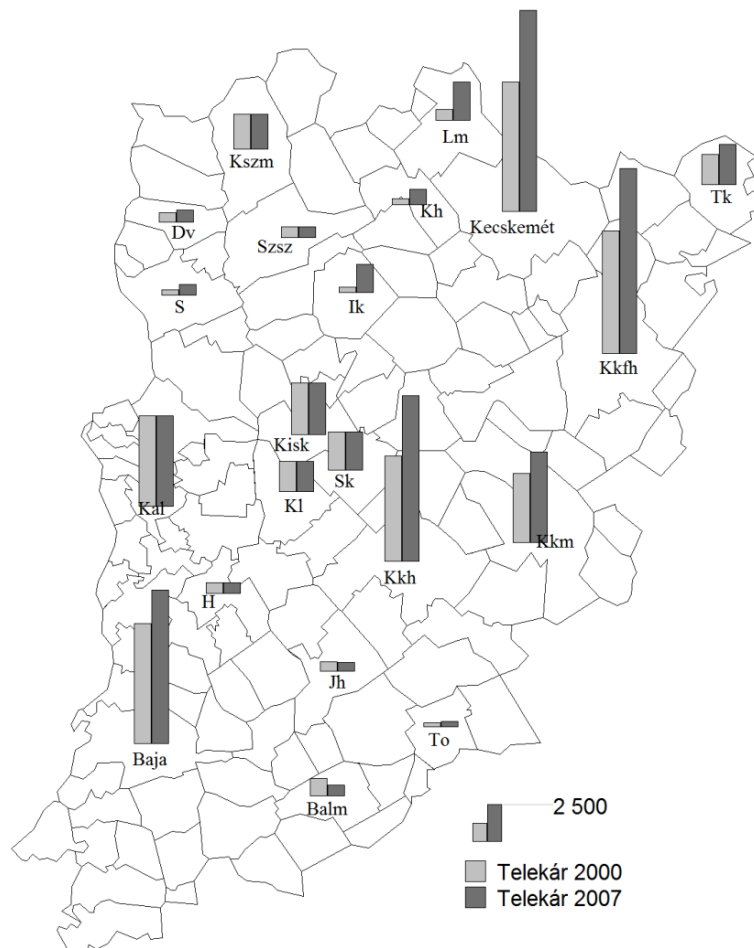 Lm
Kszm
Tk
Kh
Kecskemét
Dv
Szsz
S
Ik
Kkfh
Kisk
Sk
Kl
Kal
Kkm
Kkh
H
Jh
To
Baja
Balm
2 500
Telekár 2000
Telekár 2007